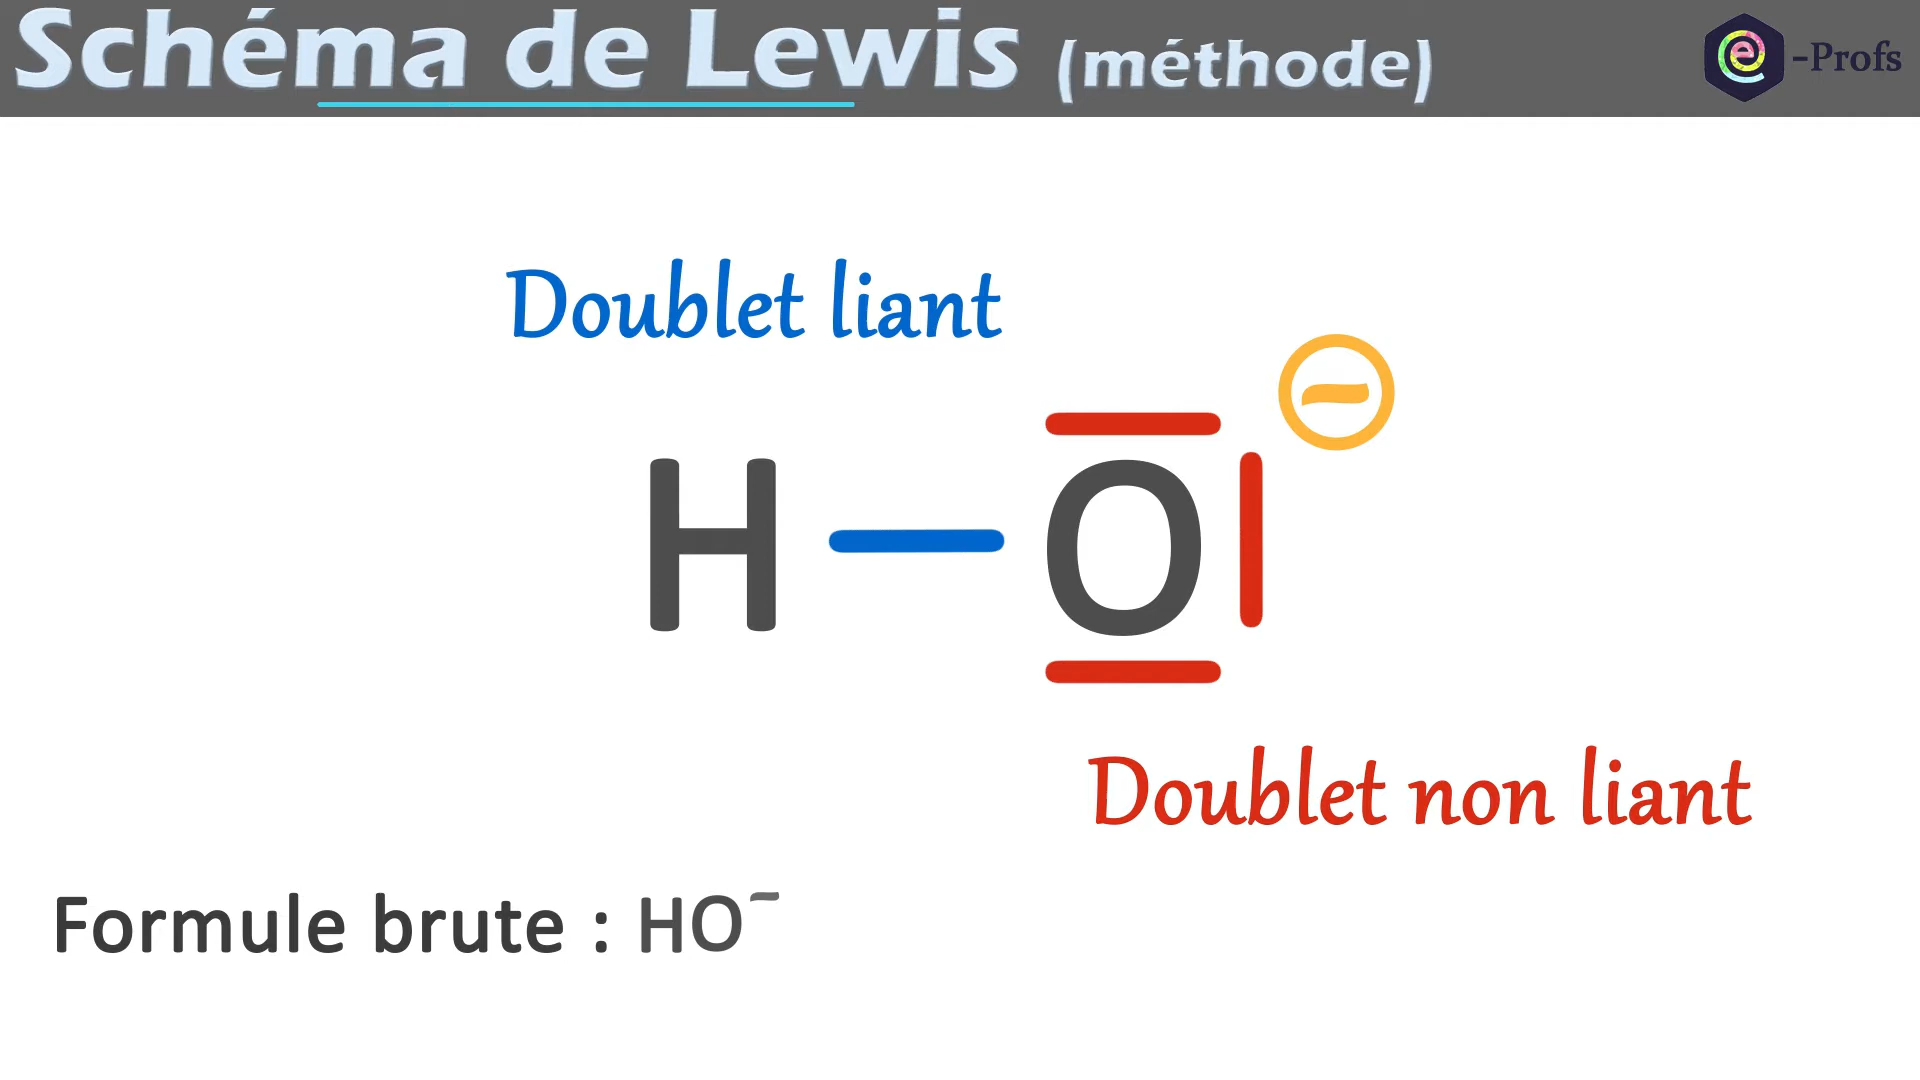 Schéma de Lewis (méthode)
e-Profs
Doublet liant
H O −
Doublet non liant
Formule brute : HO⁻